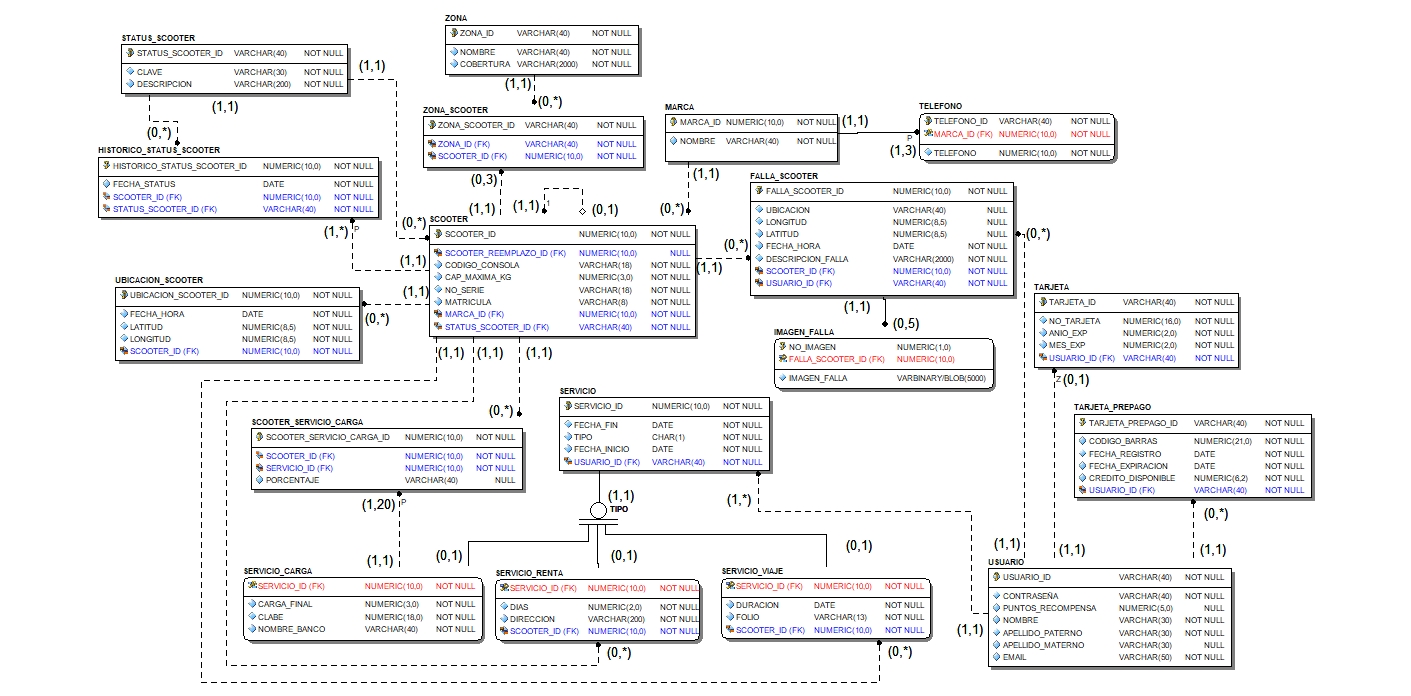 ZONA
ZONA_ID VARCHAR(40) NOT NULL
NOMBRE VARCHAR(40) NOT NULL
COBERTURA VARCHAR(2000) NOT NULL
(1,1)
(0,*)
STATUS_SCOOTER
STATUS_SCOOTER_ID VARCHAR(40) NOT NULL
CLAVE VARCHAR(30) NOT NULL
DESCRIPCION VARCHAR(200) NOT NULL
(1,1)
(1,1)
(0,*)
ZONA_SCOOTER
ZONA_SCOOTER_ID VARCHAR(40) NOT NULL
ZONA_ID (FK) VARCHAR(40) NOT NULL
SCOOTER_ID (FK) NUMERIC(10,0) NOT NULL
(0,3)
(1,1)
MARCA
MARCA_ID NUMERIC(10,0) NOT NULL
NOMBRE VARCHAR(40) NOT NULL
(1,1)
P
(1,3)
(1,1)
(0,*)
TELEFONO
TELEFONO_ID VARCHAR(40) NOT NULL
MARCA_ID (FK) NUMERIC(10,0) NOT NULL
TELEFONO NUMERIC(10,0) NOT NULL
HISTORICO_STATUS_SCOOTER
HISTORICO_STATUS_SCOOTER_ID NUMERIC(10,0) NOT NULL
FECHA_STATUS DATE NOT NULL
SCOOTER_ID (FK) NUMERIC(10,0) NOT NULL
STATUS_SCOOTER_ID (FK) VARCHAR(40) NOT NULL
(1,*)
P
(1,1)
(0,*)
FALLA_SCOOTER
FALLA_SCOOTER_ID NUMERIC(10,0) NOT NULL
UBICACION VARCHAR(40) NULL
LONGITUD NUMERIC(8,5) NULL
LATITUD NUMERIC(8,5) NULL
FECHA_HORA DATE NOT NULL
DESCRIPCION_FALLA VARCHAR(2000) NOT NULL
SCOOTER_ID (FK) NUMERIC(10,0) NOT NULL
USUARIO_ID (FK) VARCHAR(40) NOT NULL
(0,*)
(0,*)
(1,1)
(1,1)
(0,5)
(1,1)
1
(0,1)
SCOOTER
SCOOTER_ID NUMERIC(10,0) NOT NULL
SCOOTER_REEMPLAZO_ID (FK) NUMERIC(10,0) NULL
CODIGO_CONSOLA VARCHAR(18) NOT NULL
CAP_MAXIMA_KG NUMERIC(3,0) NOT NULL
NO_SERIE VARCHAR(18) NOT NULL
MATRICULA VARCHAR(8) NOT NULL
MARCA_ID (FK) NUMERIC(10,0) NOT NULL
STATUS_SCOOTER_ID (FK) VARCHAR(40) NOT NULL
(1,1)
(0,*)
(1,1)
(1,1)
(1,1)
(0,*)
UBICACION_SCOOTER
UBICACION_SCOOTER_ID NUMERIC(10,0) NOT NULL
FECHA_HORA DATE NOT NULL
LATITUD NUMERIC(8,5) NOT NULL
LONGITUD NUMERIC(8,5) NOT NULL
SCOOTER_ID (FK) NUMERIC(10,0) NOT NULL
TARJETA
TARJETA_ID VARCHAR(40) NOT NULL
NO_TARJETA NUMERIC(16,0) NOT NULL
ANIO_EXP NUMERIC(2,0) NOT NULL
MES_EXP NUMERIC(2,0) NOT NULL
USUARIO_ID (FK) VARCHAR(40) NOT NULL
Z
(0,1)
IMAGEN_FALLA
NO_IMAGEN NUMERIC(1,0)
FALLA_SCOOTER_ID (FK) NUMERIC(10,0)
IMAGEN_FALLA VARBINARY/BLOB(5000)
SERVICIO
SERVICIO_ID NUMERIC(10,0) NOT NULL
FECHA_FIN DATE NOT NULL
TIPO CHAR(1) NOT NULL
FECHA_INICIO DATE NOT NULL
USUARIO_ID (FK) VARCHAR(40) NOT NULL
(1,1)
TIPO
(1,*)
TARJETA_PREPAGO
TARJETA_PREPAGO_ID VARCHAR(40) NOT NULL
CODIGO_BARRAS NUMERIC(21,0) NOT NULL
FECHA_REGISTRO DATE NOT NULL
FECHA_EXPIRACION DATE NOT NULL
CREDITO_DISPONIBLE NUMERIC(6,2) NOT NULL
USUARIO_ID (FK) VARCHAR(40) NOT NULL
(0,*)
(1,1)
SCOOTER_SERVICIO_CARGA
SCOOTER_SERVICIO_CARGA_ID NUMERIC(10,0) NOT NULL
SCOOTER_ID (FK) NUMERIC(10,0) NOT NULL
SERVICIO_ID (FK) NUMERIC(10,0) NOT NULL
PORCENTAJE VARCHAR(40) NULL
(1,20)
P
(1,1)
(0,1)
(0,1)
(0,1)
(1,1)
(1,1)
SERVICIO_CARGA
SERVICIO_ID (FK) NUMERIC(10,0) NOT NULL
CARGA_FINAL NUMERIC(3,0) NOT NULL
CLABE NUMERIC(18,0) NOT NULL
NOMBRE_BANCO VARCHAR(40) NOT NULL
SERVICIO_RENTA
SERVICIO_ID (FK) NUMERIC(10,0) NOT NULL
DIAS NUMERIC(2,0) NOT NULL
DIRECCION VARCHAR(200) NOT NULL
SCOOTER_ID (FK) NUMERIC(10,0) NOT NULL
(0,*)
SERVICIO_VIAJE
SERVICIO_ID (FK) NUMERIC(10,0) NOT NULL
DURACION DATE NOT NULL
FOLIO VARCHAR(13) NOT NULL
SCOOTER_ID (FK) NUMERIC(10,0) NOT NULL
(0,*)
(1,1)
USUARIO
USUARIO_ID VARCHAR(40) NOT NULL
CONTRASEÑA VARCHAR(40) NOT NULL
PUNTOS_RECOMPENSA NUMERIC(5,0) NULL
NOMBRE VARCHAR(30) NOT NULL
APELLIDO_PATERNO VARCHAR(30) NOT NULL
APELLIDO_MATERNO VARCHAR(30) NULL
EMAIL VARCHAR(50) NOT NULL